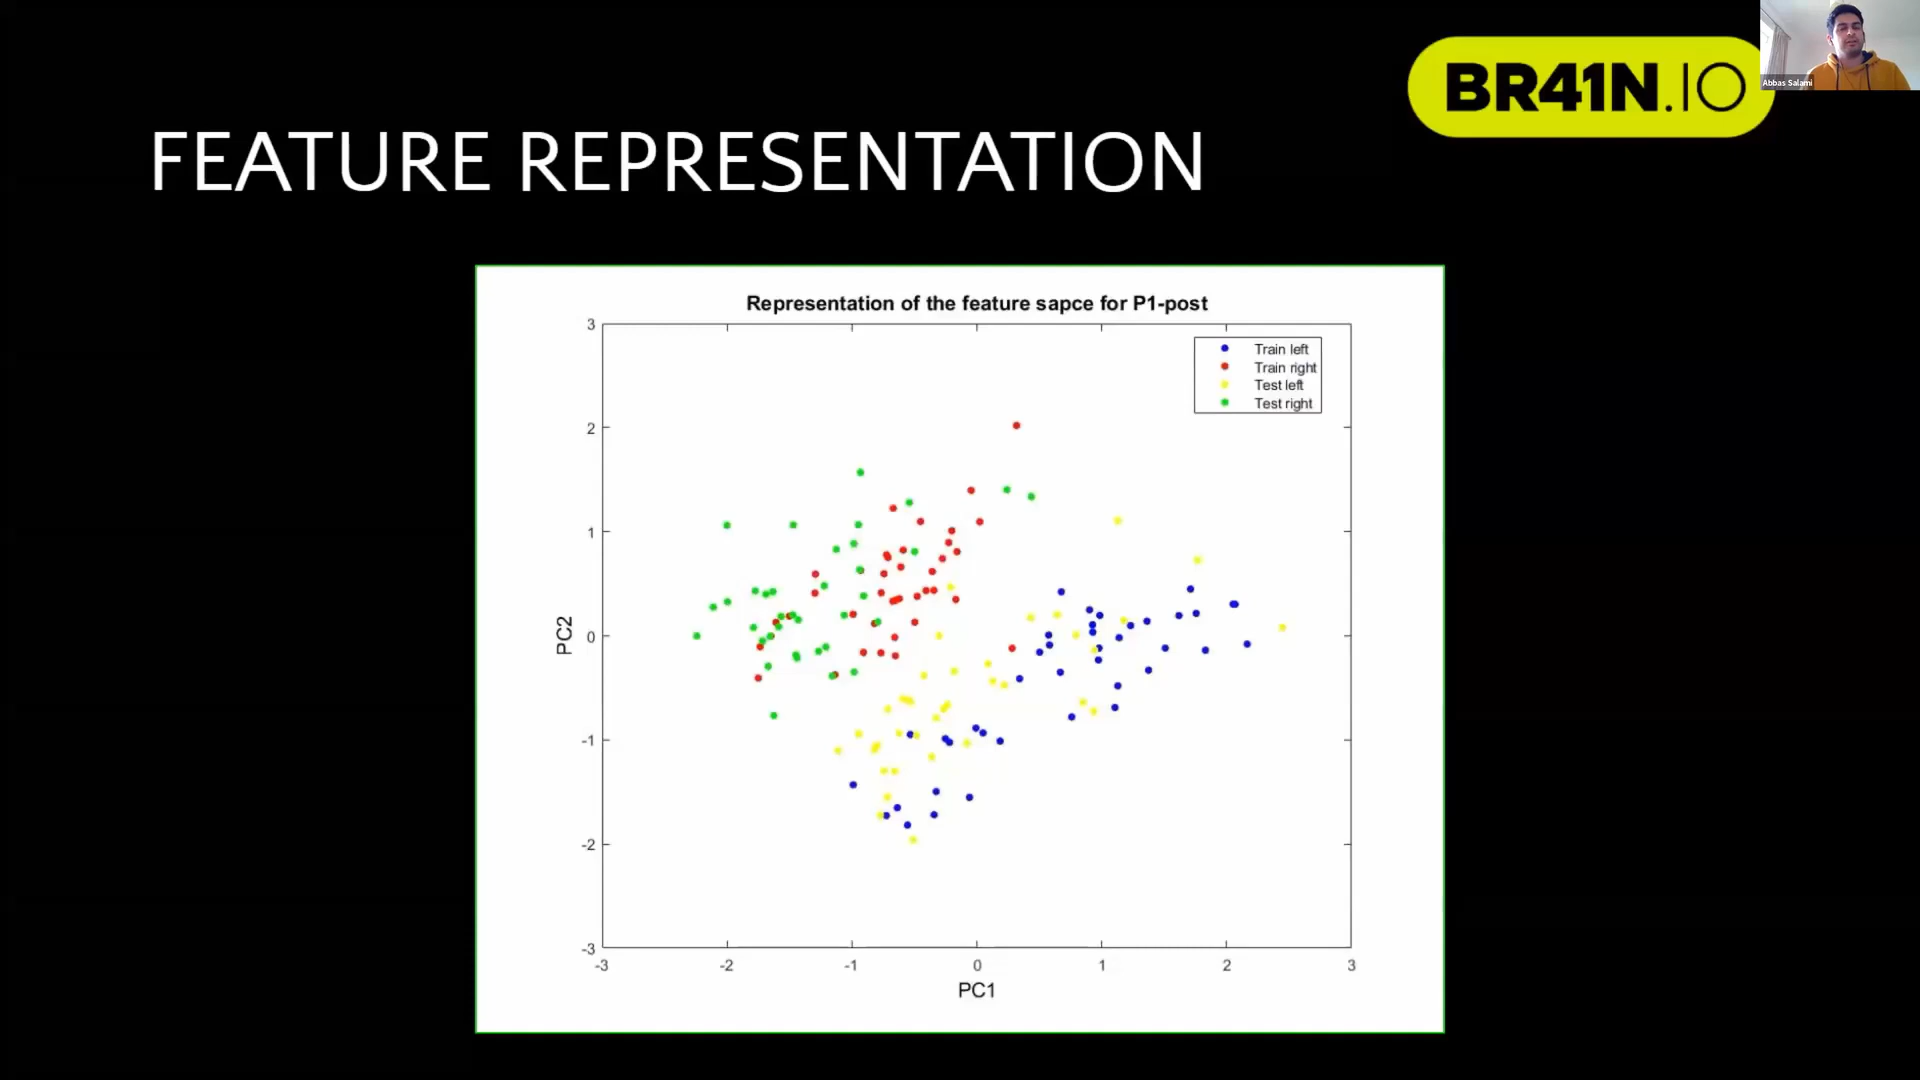 BR41N.IO
Abbas Salami
FEATURE REPRESENTATION
Representation of the feature sapce for P1-post
Train left
Train right
Test left
Test right
3
2
1
0
-1
-2
-3
PC2
-3
-2
-1
0
1
2
3
PC1